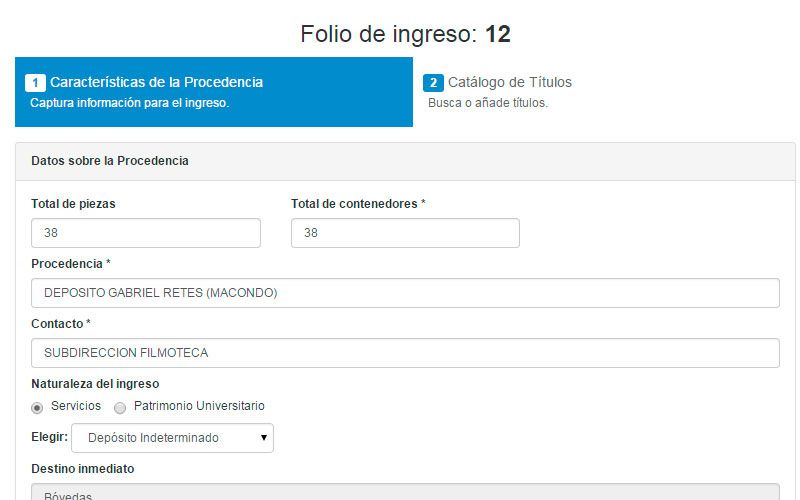 Folio de ingreso: 12
1 Características de la Procedencia
Captura información para el ingreso.
2 Catálogo de Títulos
Busca o añade títulos.
Datos sobre la Procedencia
Total de piezas
Total de contenedores *
38
38
Procedencia *
DEPOSITO GABRIEL RETES (MACONDO)
Contacto *
SUBDIRECCION FILMOTECA
Naturaleza del ingreso
Servicios Patrimonio Universitario
Elegir: Depósito Indeterminado
Destino inmediato
Bóvedas